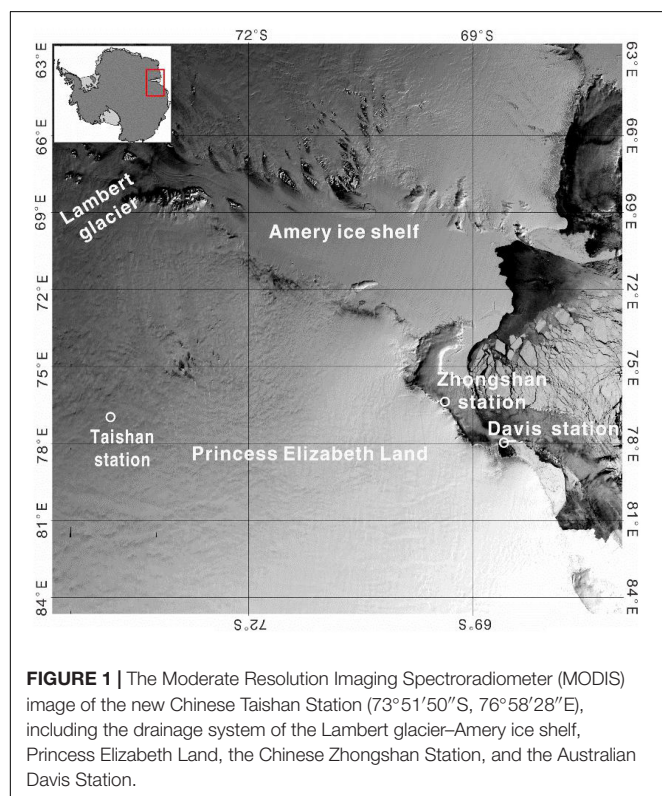 72°S 69°S
63°E 63°E
66°E 66°E
Lambert
glacier
69°E 69°E
Amery ice shelf
72°E 72°E
75°E 75°E
Zhongshan
station
Davis station
Taishan
station
78°E 78°E
Princess Elizabeth Land
81°E 81°E
84°E 84°E
72°S 69°S
FIGURE 1 | The Moderate Resolution Imaging Spectroradiometer (MODIS)
image of the new Chinese Taishan Station (73°51′50″S, 76°58′28″E),
including the drainage system of the Lambert glacier–Amery ice shelf,
Princess Elizabeth Land, the Chinese Zhongshan Station, and the Australian
Davis Station.